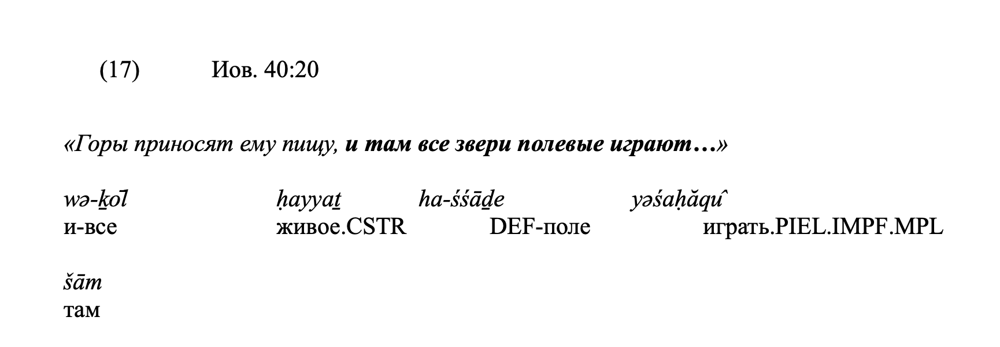 (17) Иов. 40:20
«Горы приносят ему пищу, и там все звери полевые играют…»
wə-ḵōl ḥayyaṯ ha-śśāḏe yəśaḥăqû
и-все живое.CSTR DEF-поле играть.PIEL.IMPF.MPL
šām
там